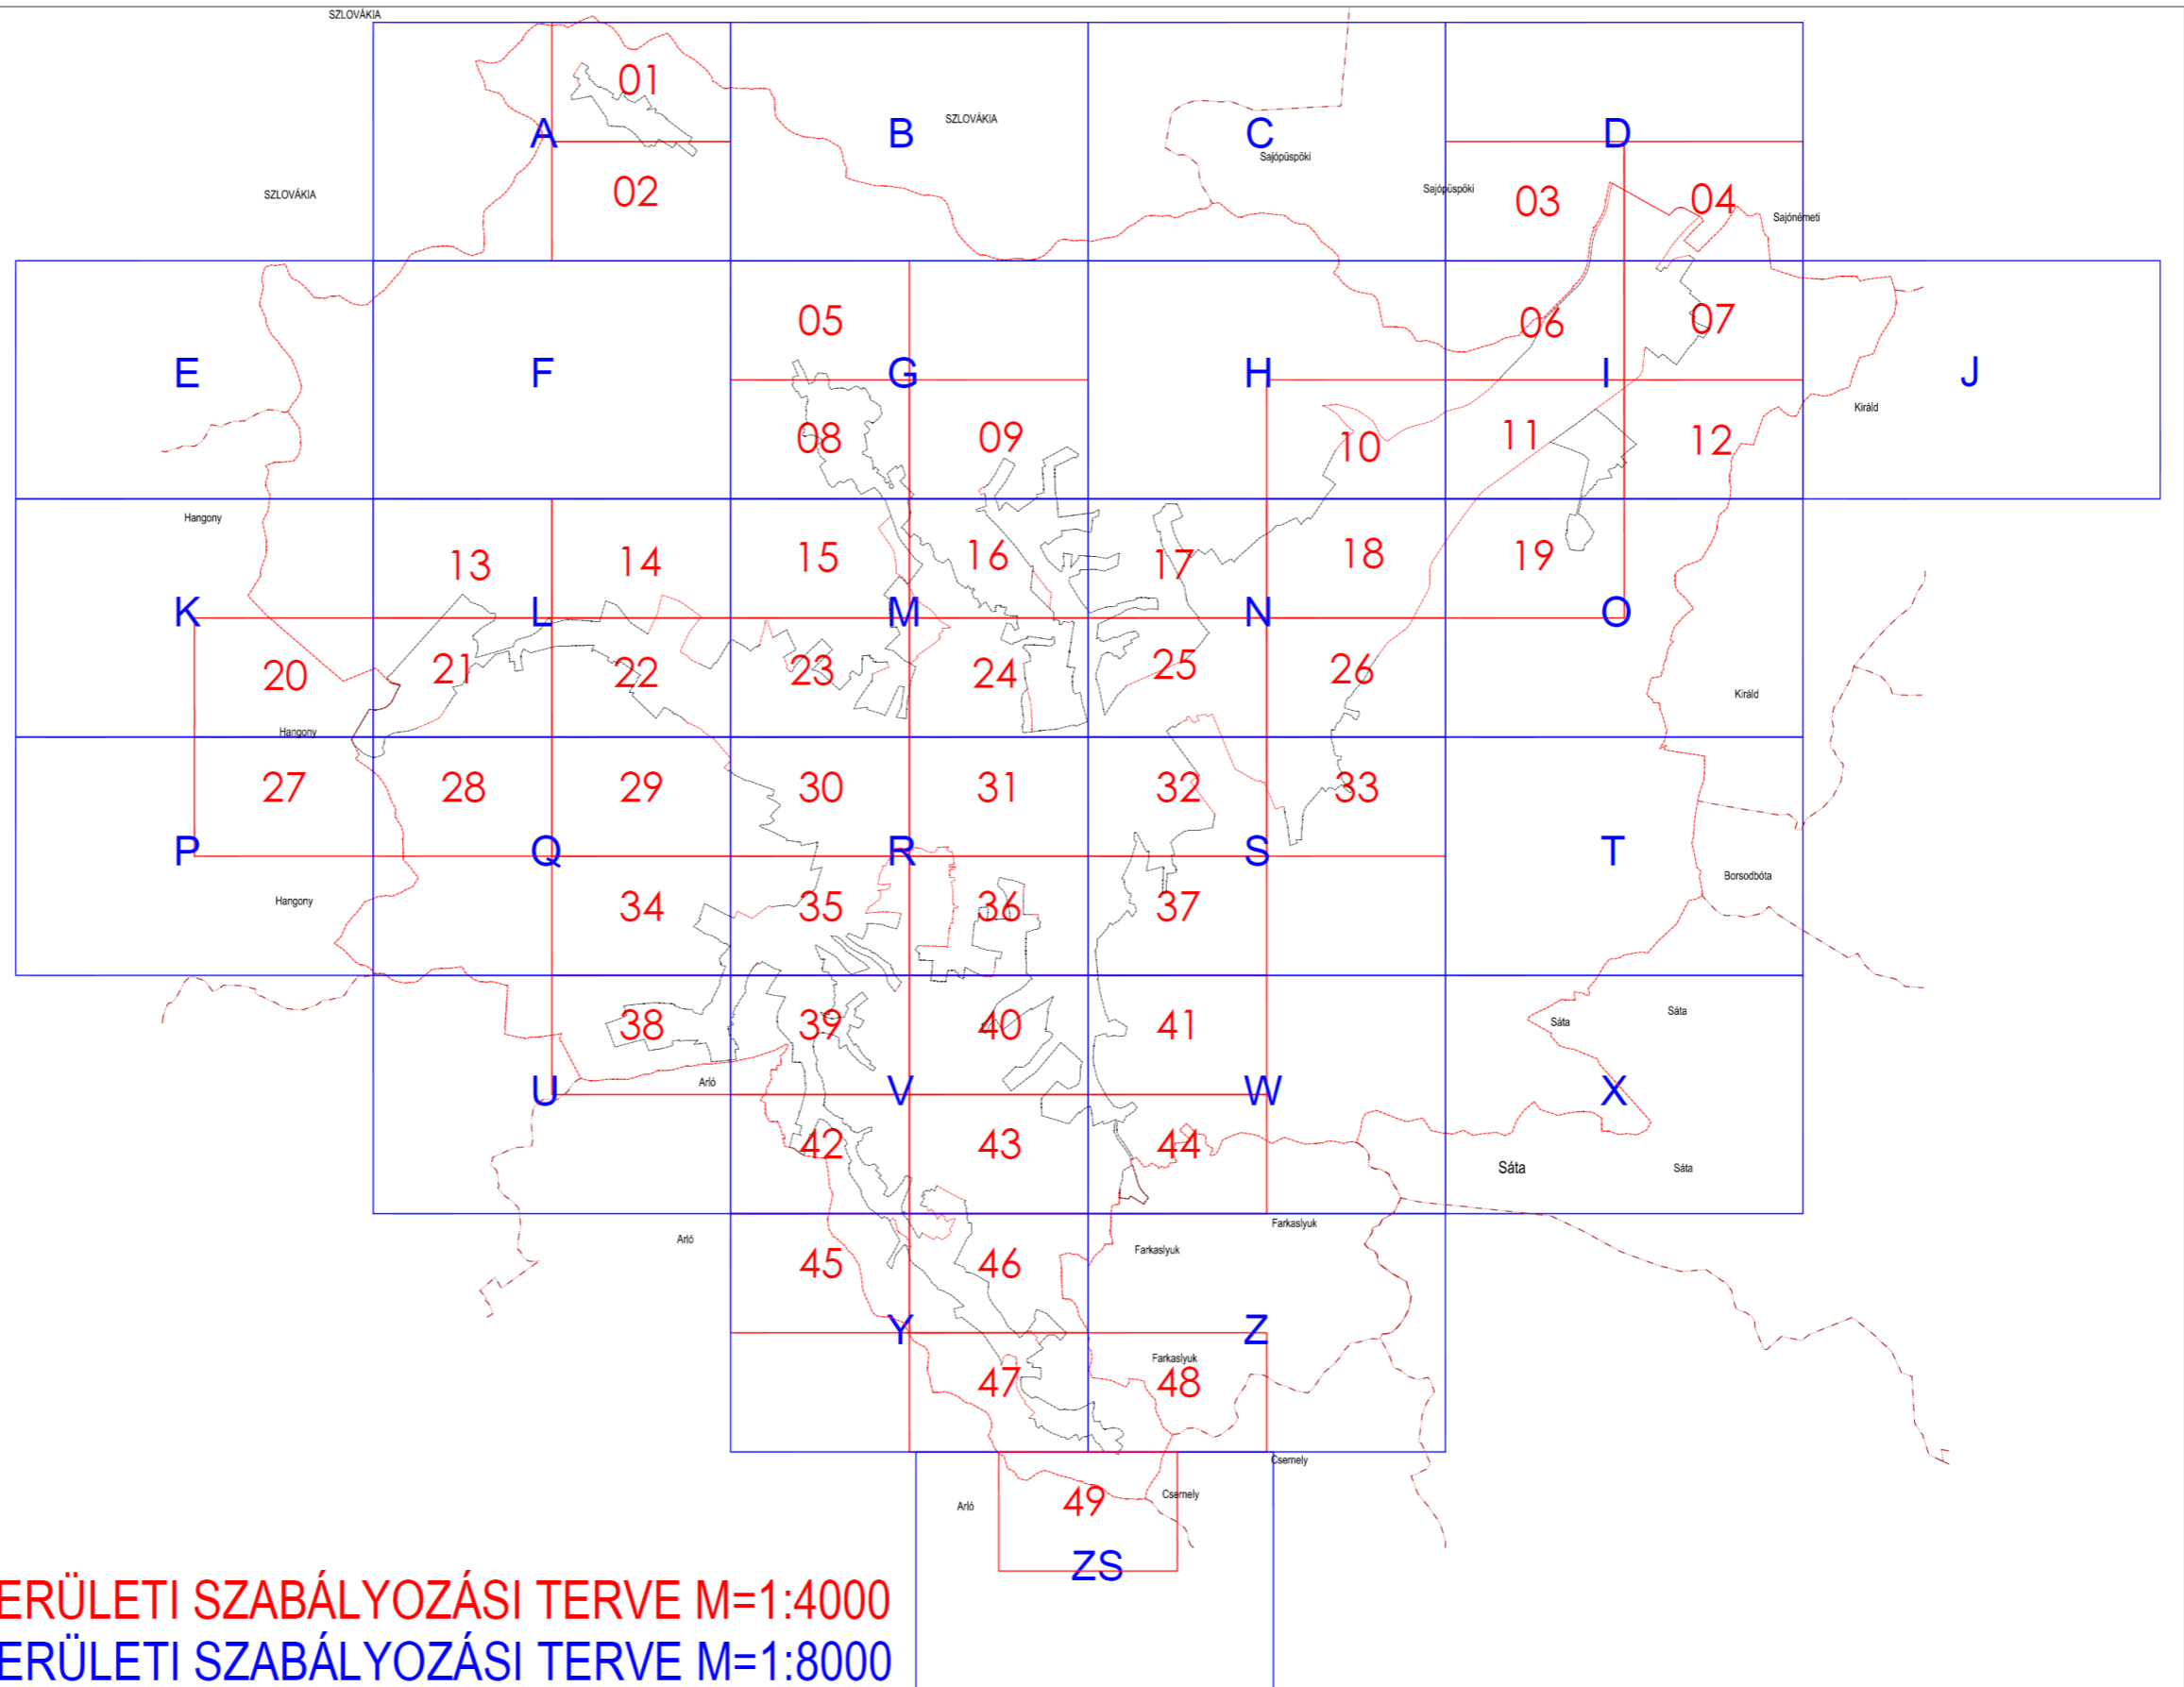 SZLOVÁKIA
01
A
B
SZLOVÁKIA
C
D
Sajópüspöki
SZLOVÁKIA
02
Sajópüspöki
03
04
Sajónémeti
05
06
07
E
F
G
H
I
J
Királd
08
09
10
11
12
Hangony
13
14
15
16
17
18
19
K
L
M
N
O
20
21
22
23
24
25
26
Királd
Hangony
27
28
29
30
31
32
33
P
Q
R
S
T
Borsodbóta
Hangony
34
35
36
37
38
39
40
41
Sáta
Sáta
Arló
U
V
W
X
42
43
44
Sáta
Sáta
Farkaslyuk
Arló
45
46
Farkaslyuk
Y
Z
Farkaslyuk
47
48
Csernely
Arló
49
Csernely
ZS
ERÜLETI SZABÁLYOZÁSI TERVE M=1:4000
ERÜLETI SZABÁLYOZÁSI TERVE M=1:8000